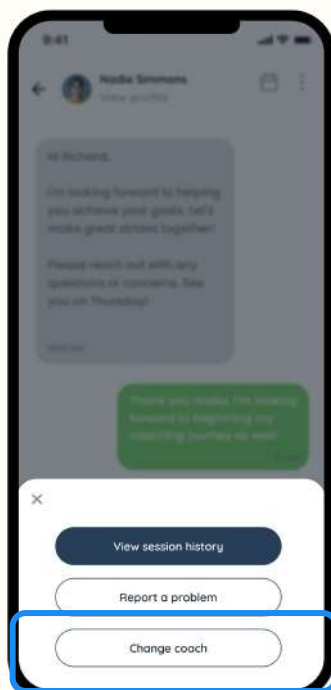 9:41
Nadia Simmons
View profile
Hi Richard,
I'm looking forward to helping
you achieve your goals. Let's
make great strides together!
Please reach out with any
questions or concerns. See
you on Thursday!
Thank you Nadia, I'm looking
forward to beginning my
coaching journey as well!
View session history
Report a problem
Change coach